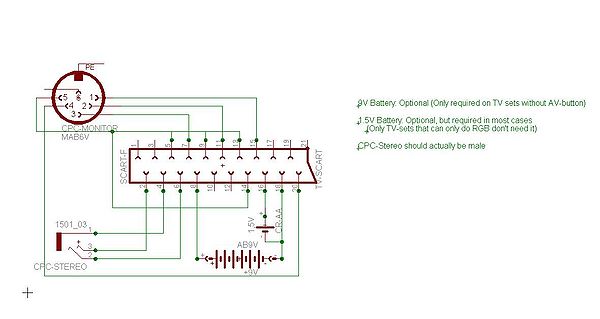 PE
5
6
1
4
2
3
CPC-MONITOR
MAB6V
1
3
5
7
9
11
13
15
17
19
21
SCART-F
TV-SCART
2
4
6
8
10
12
14
16
18
20
1501_03
1
3
2
CPC-STEREO
1.5V
CR-AA
AB9V
+9V
9V Battery: Optional (Only required on TV sets without AV-button)
1.5V Battery: Optional, but required in most cases
(Only TV-sets that can only do RGB don't need it)
CPC-Stereo should actually be male